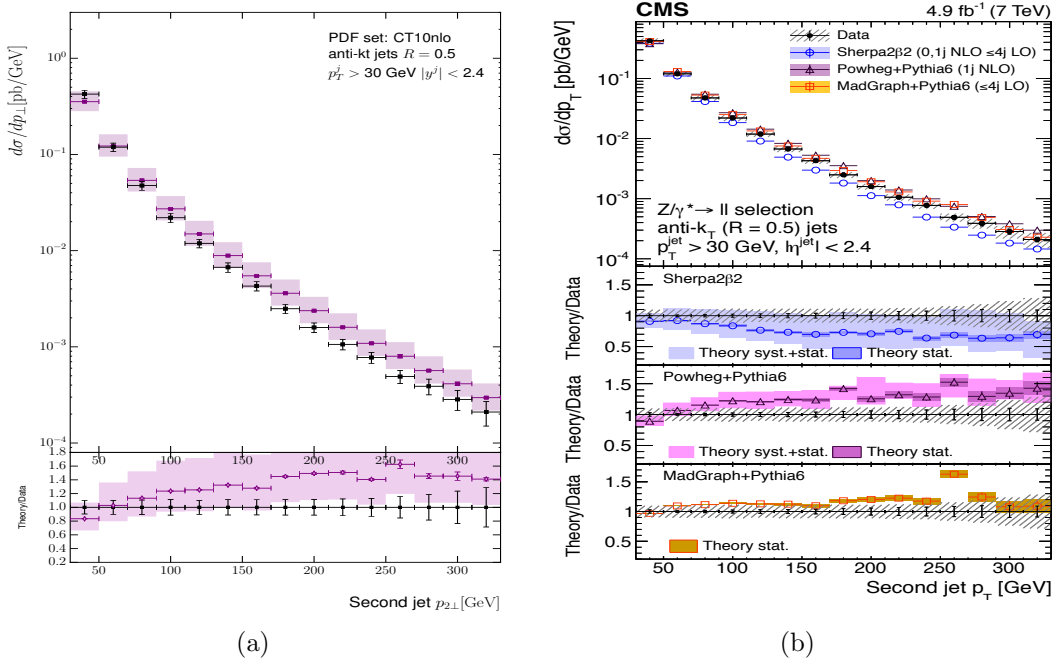 PDF set: CT10nlo
anti-kt jets R = 0.5
p_T^j > 30 GeV |y^j| < 2.4
dσ/dp⊥[pb/GeV]
10^0
10^−1
10^−2
10^−3
10^−4
50 100 150 200 250 300
Theory/Data
1.8
1.6
1.4
1.2
1.0
0.8
0.6
0.4
0.2
50 100 150 200 250 300
Second jet p_2⊥[GeV]
(a)
CMS 4.9 fb^-1 (7 TeV)
dσ/dp_T [pb/GeV]
Data
Sherpa2β2 (0,1j NLO ≤4j LO)
Powheg+Pythia6 (1j NLO)
MadGraph+Pythia6 (≤4j LO)
10^-1
10^-2
10^-3
10^-4
Z/γ*→ ll selection
anti-k_T (R = 0.5) jets
p_T^jet > 30 GeV, |η^jet| < 2.4
Theory/Data
Sherpa2β2
1.5
1
0.5
Theory syst.+stat. Theory stat.
Theory/Data
Powheg+Pythia6
1.5
1
0.5
Theory syst.+stat. Theory stat.
Theory/Data
MadGraph+Pythia6
1.5
1
0.5
Theory stat.
50 100 150 200 250 300
Second jet p_T [GeV]
(b)